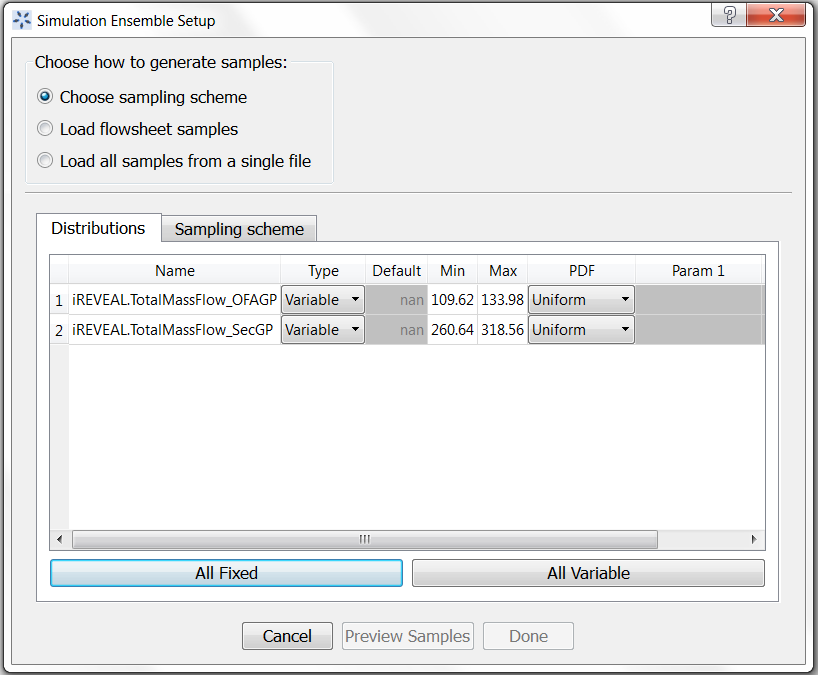 Simulation Ensemble Setup
Choose how to generate samples:
Choose sampling scheme
Load flowsheet samples
Load all samples from a single file
Distributions Sampling scheme
Name Type Default Min Max PDF Param 1
1 iREVEAL.TotalMassFlow_OFAGP Variable nan 109.62 133.98 Uniform
2 iREVEAL.TotalMassFlow_SecGP Variable nan 260.64 318.56 Uniform
All Fixed All Variable
Cancel Preview Samples Done